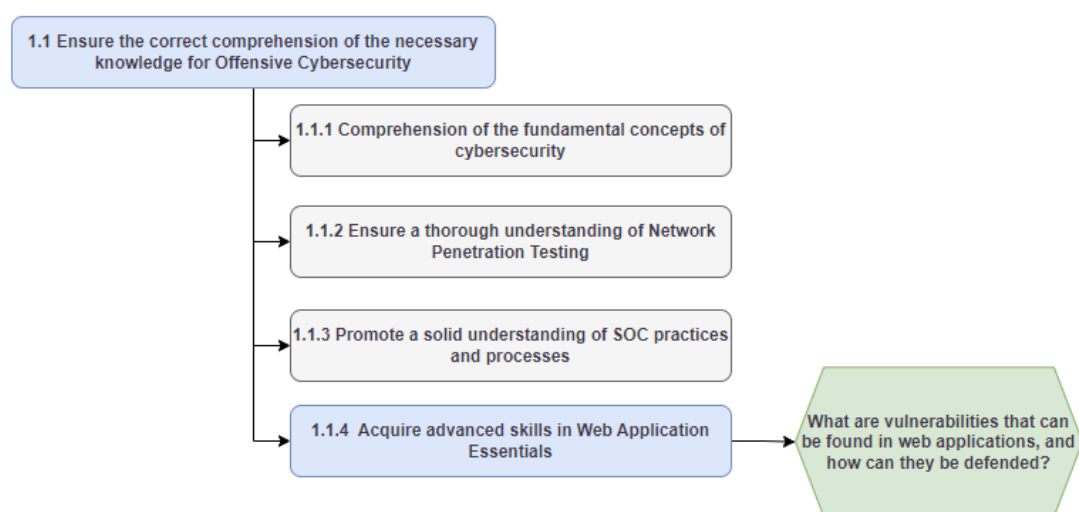 1.1 Ensure the correct comprehension of the necessary
knowledge for Offensive Cybersecurity
1.1.1 Comprehension of the fundamental concepts of
cybersecurity
1.1.2 Ensure a thorough understanding of Network
Penetration Testing
1.1.3 Promote a solid understanding of SOC practices
and processes
1.1.4 Acquire advanced skills in Web Application
Essentials
What are vulnerabilities that can
be found in web applications, and
how can they be defended?